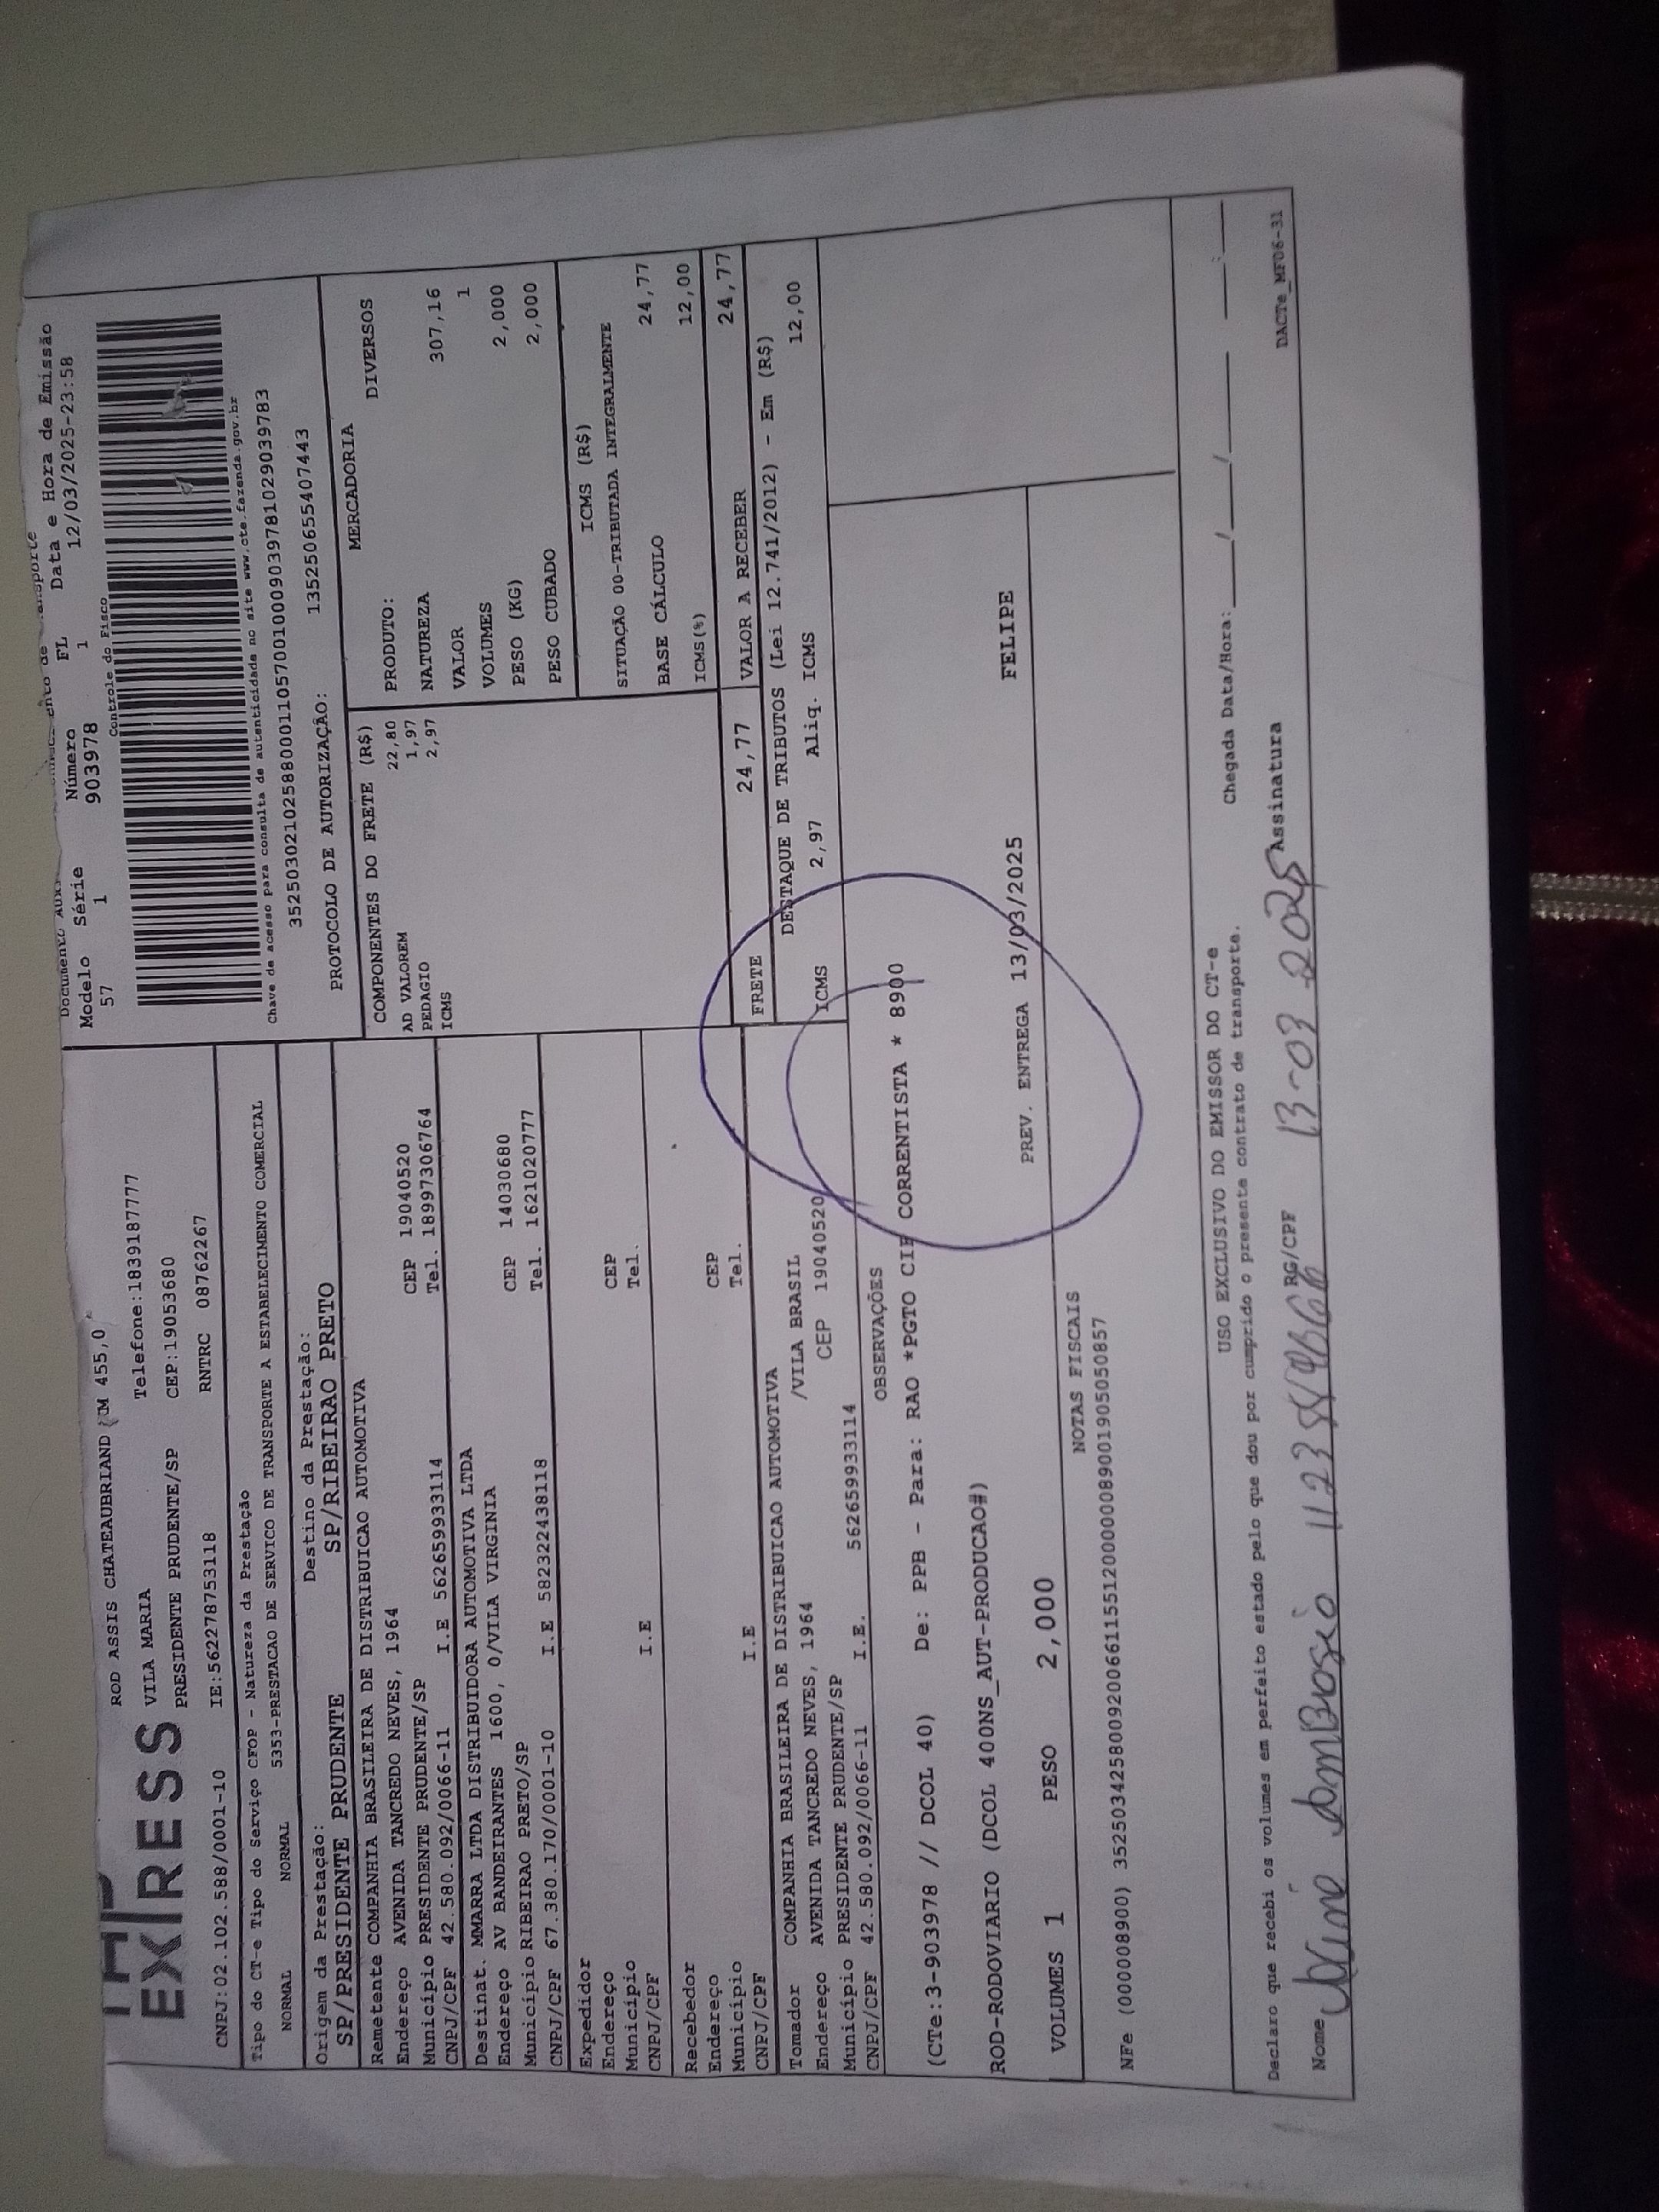 EXPRESS
ROD ASSIS CHATEAUBRIAND KM 455,0
VILA MARIA Telefone:1839187777
PRESIDENTE PRUDENTE/SP CEP:19053680
CNPJ:02.102.588/0001-10 IE:562278753118 RNTRC 08762267
Modelo Série Número FL Data e Hora de Emissão
57 1 903978 1 12/03/2025-23:58
Controle do Fisco
Chave de acesso para consulta de autenticidade no site www.cte.fazenda.gov.br
35250302102588000110570010009039781029039783
PROTOCOLO DE AUTORIZAÇÃO: 135250655407443
Tipo do CT-e Tipo do Serviço CFOP - Natureza da Prestação
NORMAL NORMAL 5353-PRESTACAO DE SERVICO DE TRANSPORTE A ESTABELECIMENTO COMERCIAL
Origem da Prestação: Destino da Prestação:
SP/PRESIDENTE PRUDENTE SP/RIBEIRAO PRETO
Remetente COMPANHIA BRASILEIRA DE DISTRIBUICAO AUTOMOTIVA
Endereço AVENIDA TANCREDO NEVES, 1964
Município PRESIDENTE PRUDENTE/SP CEP 19040520
CNPJ/CPF 42.580.092/0066-11 I.E 562659933114 Tel. 18997306764
Destinat. MMARRA LTDA DISTRIBUIDORA AUTOMOTIVA LTDA
Endereço AV BANDEIRANTES 1600, 0/VILA VIRGINIA
Município RIBEIRAO PRETO/SP CEP 14030680
CNPJ/CPF 67.380.170/0001-10 I.E 582322438118 Tel. 1621020777
Expedidor
Endereço
Município CEP
CNPJ/CPF I.E Tel.
Recebedor
Endereço
Município CEP
CNPJ/CPF I.E Tel.
Tomador COMPANHIA BRASILEIRA DE DISTRIBUICAO AUTOMOTIVA
Endereço AVENIDA TANCREDO NEVES, 1964 /VILA BRASIL
Município PRESIDENTE PRUDENTE/SP CEP 19040520
CNPJ/CPF 42.580.092/0066-11 I.E. 562659933114
COMPONENTES DO FRETE (R$)
AD VALOREM 22,80
PEDAGIO 1,97
ICMS 2,97
MERCADORIA
PRODUTO: DIVERSOS
NATUREZA
VALOR 307,16
VOLUMES 1
PESO (KG) 2,000
PESO CUBADO 2,000
ICMS (R$)
SITUAÇÃO 00-TRIBUTADA INTEGRALMENTE
BASE CÁLCULO 24,77
ICMS(%) 12,00
FRETE 24,77 VALOR A RECEBER 24,77
DESTAQUE DE TRIBUTOS (Lei 12.741/2012) - Em (R$)
ICMS 2,97 Aliq. ICMS 12,00
OBSERVAÇÕES
(CTe:3-903978 // DCOL 40) De: PPB - Para: RAO *PGTO CIF CORRENTISTA * 8900
ROD-RODOVIARIO (DCOL 400NS_AUT-PRODUCAO#)
VOLUMES 1 PESO 2,000 PREV. ENTREGA 13/03/2025 FELIPE
NOTAS FISCAIS
NFe (000008900) 35250342580092006611551200000089001905050857
USO EXCLUSIVO DO EMISSOR DO CT-e
Declaro que recebi os volumes em perfeito estado pelo que dou por cumprido o presente contrato de transporte. Chegada Data/Hora:___/___/___ __:__
Nome RG/CPF 13-03-2025 Assinatura
DACTe_MF06-31